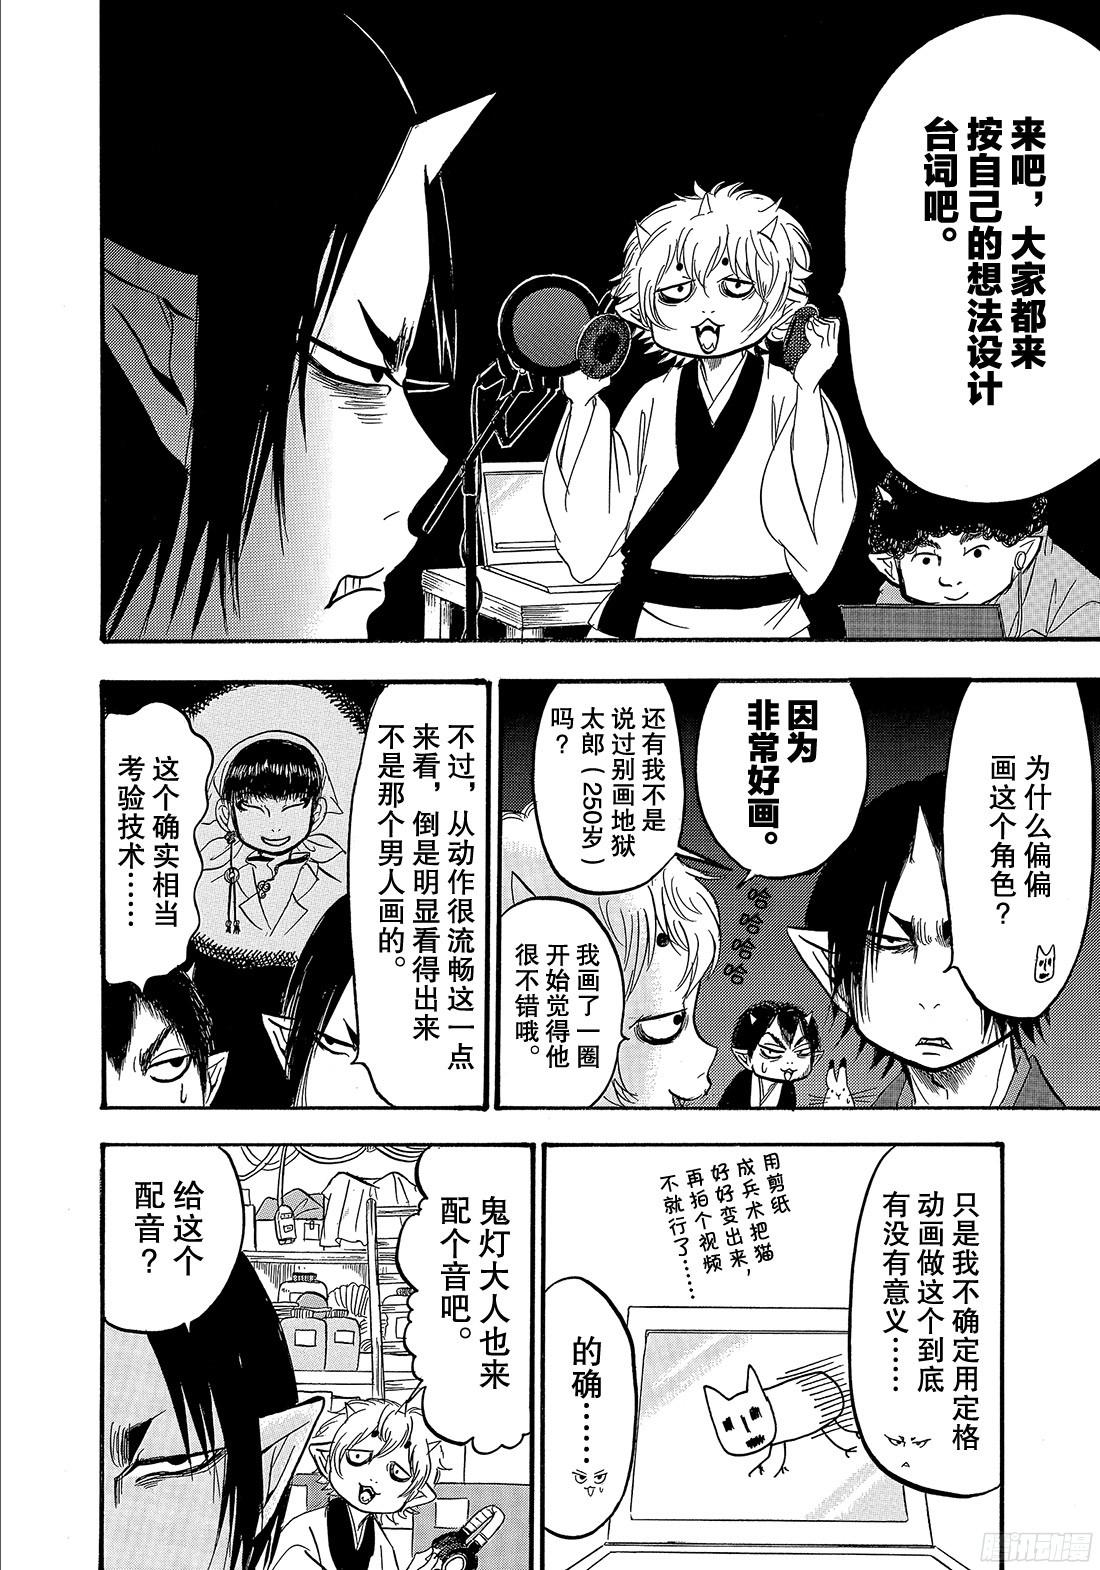 来吧，大家都来
按自己的想法设计
台词吧。
为什么偏偏
画这个角色？
因为
非常好画。
哈哈哈哈
还有我不是
说过别画地狱
太郎（250岁）
吗？
我画了一圈
开始觉得他
很不错哦。
不过，从动作很流畅这一点
来看，倒是明显看得出来
不是那个男人画的。
这个确实相当
考验技术……
只是我不确定用定格
动画做这个到底
有没有意义……
用剪纸
成兵术把猫
好好变出来，
再拍个视频
不就行了……
的确……
鬼灯大人也来
配个音吧。
给这个
配音？
腾讯动漫